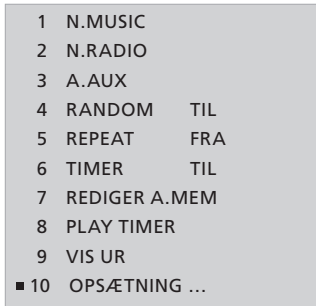 1 N.MUSIC
2 N.RADIO
3 A.AUX
4 RANDOM TIL
5 REPEAT FRA
6 TIMER TIL
7 REDIGER A.MEM
8 PLAY TIMER
9 VIS UR
10 OPSÆTNING ...